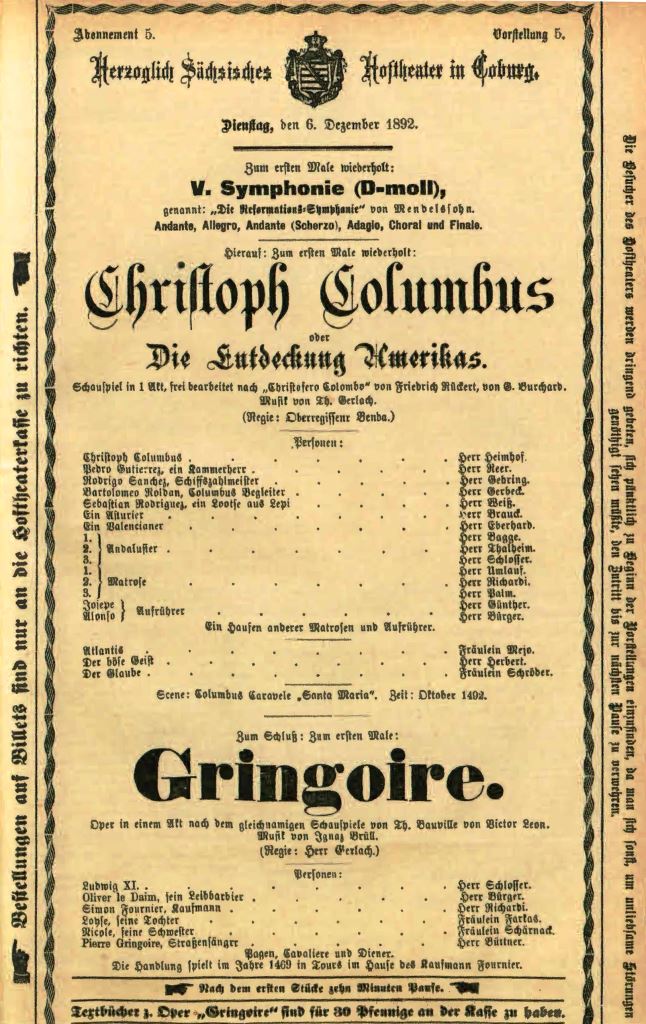 Abonnement 5. Vorstellung 5.
Herzoglich Sächsisches Hoftheater in Coburg.
Dienstag, den 6. Dezember 1892.
Zum ersten Male wiederholt:
V. Symphonie (D-moll),
genannt: „Die Reformations-Symphonie“ von Mendelssohn.
Andante, Allegro, Andante (Scherzo), Adagio, Choral und Finale.
Hierauf: Zum ersten Male wiederholt:
Christoph Columbus
oder
Die Entdeckung Amerikas.
Schauspiel in 1 Akt, frei bearbeitet nach „Christofero Colombo“ von Friedrich Rückert, von G. Burchard.
Musik von Th. Gerlach.
(Regie: Oberregisseur Benda.)
Personen:
Christoph Columbus . . . . . . Herr Heimhof.
Pedro Gutierrez, ein Kammerherr . . . . . . Herr Reer.
Rodrigo Sanchez, Schiffszahlmeister . . . . . . Herr Gehring.
Bartolomeo Roldan, Columbus Begleiter . . . . . . Herr Gerbeck.
Sebastian Rodriguez, ein Lootse aus Lepi . . . . . Herr Weiß.
Ein Asturier . . . . . . Herr Brauck.
Ein Valencianer . . . . . . Herr Eberhard.
1. Herr Bagge.
2. Andalusier . . . . . . Herr Thalheim.
3. Herr Schlosser.
1. Herr Umlauf.
2. Matrose . . . . . . Herr Richardi.
3. Herr Palm.
Joiepe Herr Günther.
Alonso Aufrührer . . . . . . Herr Bürger.
Ein Haufen anderer Matrosen und Aufrührer.
Atlantis . . . . . . Fräulein Mejo.
Der böse Geist . . . . . . Herr Herbert.
Der Glaube . . . . . . Fräulein Schröder.
Scene: Columbus Caravele „Santa Maria“. Zeit: Oktober 1492.
Zum Schluß: Zum ersten Male:
Gringoire.
Oper in einem Akt nach dem gleichnamigen Schauspiele von Th. Bauville von Victor Leon.
Musik von Ignaz Brüll.
(Regie: Herr Gerlach.)
Personen:
Ludwig XI. . . . . . . Herr Schlosser.
Oliver le Daim, sein Leibbarbier . . . . . . Herr Bürger.
Simon Fournier, Kaufmann . . . . . . Herr Richardi.
Loyse, seine Tochter . . . . . . Fräulein Farkas.
Nicole, seine Schwester . . . . . . Fräulein Schärnack.
Pierre Gringoire, Straßensänger . . . . . . Herr Büttner.
Pagen, Cavaliere und Diener.
Die Handlung spielt im Jahre 1469 in Tours im Hause des Kaufmann Fournier.
Nach dem ersten Stücke zehn Minuten Pause.
Textbücher z. Oper „Gringoire“ sind für 30 Pfennige an der Kasse zu haben.
Bestellungen auf Billets sind nur an die Hoftheaterkasse zu richten.
Die Besucher des Hoftheaters werden dringend gebeten, sich pünktlich zu Beginn der Vorstellungen einzufinden, da man sich sonst, um unliebsame Störungen
genöthigt sehen müßte, den Zutritt bis zur nächsten Pause zu verwehren.